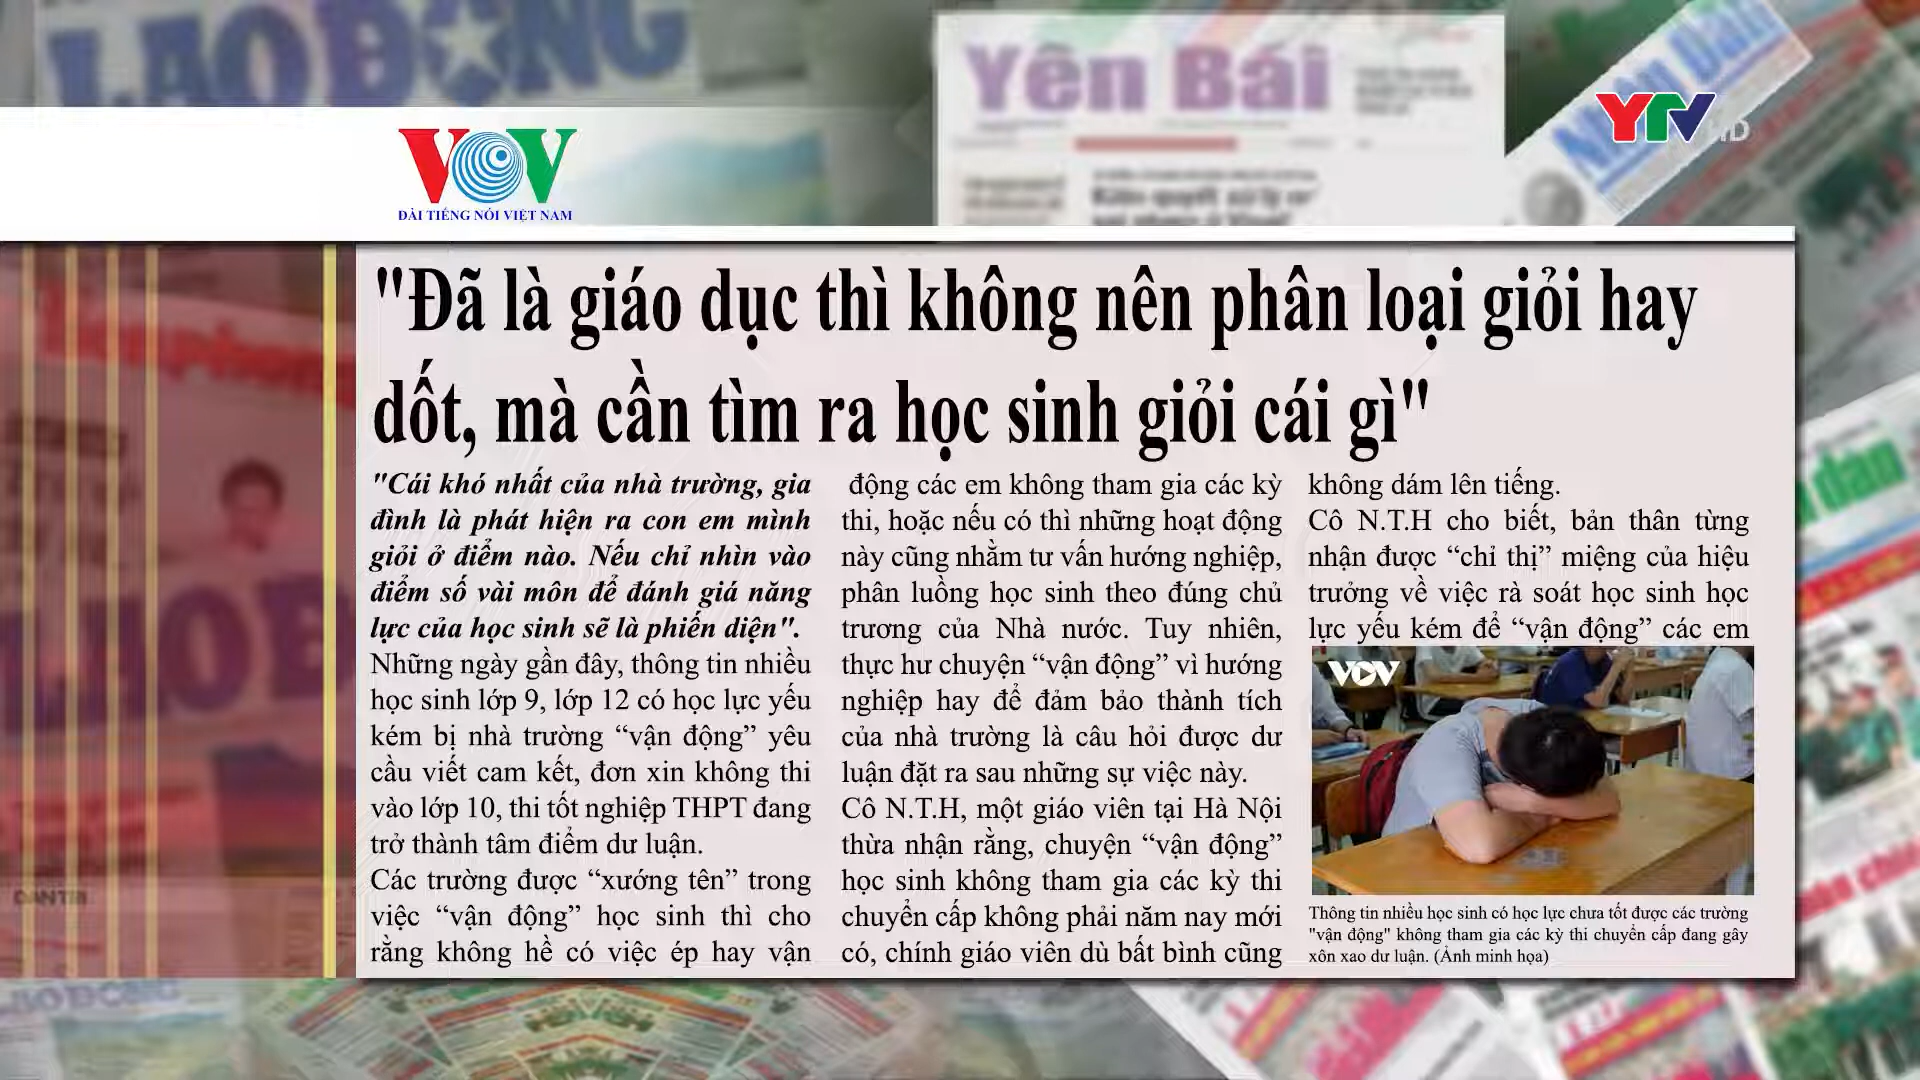 LAO ĐỘNG
Yên Bái
Nhân Dân
YTV HD
VOV
ĐÀI TIẾNG NÓI VIỆT NAM
"Đã là giáo dục thì không nên phân loại giỏi hay
dốt, mà cần tìm ra học sinh giỏi cái gì"
"Cái khó nhất của nhà trường, gia
đình là phát hiện ra con em mình
giỏi ở điểm nào. Nếu chỉ nhìn vào
điểm số vài môn để đánh giá năng
lực của học sinh sẽ là phiến diện".
Những ngày gần đây, thông tin nhiều
học sinh lớp 9, lớp 12 có học lực yếu
kém bị nhà trường “vận động” yêu
cầu viết cam kết, đơn xin không thi
vào lớp 10, thi tốt nghiệp THPT đang
trở thành tâm điểm dư luận.
Các trường được “xướng tên” trong
việc “vận động” học sinh thì cho
rằng không hề có việc ép hay vận
động các em không tham gia các kỳ
thi, hoặc nếu có thì những hoạt động
này cũng nhằm tư vấn hướng nghiệp,
phân luồng học sinh theo đúng chủ
trương của Nhà nước. Tuy nhiên,
thực hư chuyện “vận động” vì hướng
nghiệp hay để đảm bảo thành tích
của nhà trường là câu hỏi được dư
luận đặt ra sau những sự việc này.
Cô N.T.H, một giáo viên tại Hà Nội
thừa nhận rằng, chuyện “vận động”
học sinh không tham gia các kỳ thi
chuyển cấp không phải năm nay mới
có, chính giáo viên dù bất bình cũng
không dám lên tiếng.
Cô N.T.H cho biết, bản thân từng
nhận được “chỉ thị” miệng của hiệu
trưởng về việc rà soát học sinh học
lực yếu kém để “vận động” các em
VOV
Thông tin nhiều học sinh có học lực chưa tốt được các trường
"vận động" không tham gia các kỳ thi chuyển cấp đang gây
xôn xao dư luận. (Ảnh minh họa)